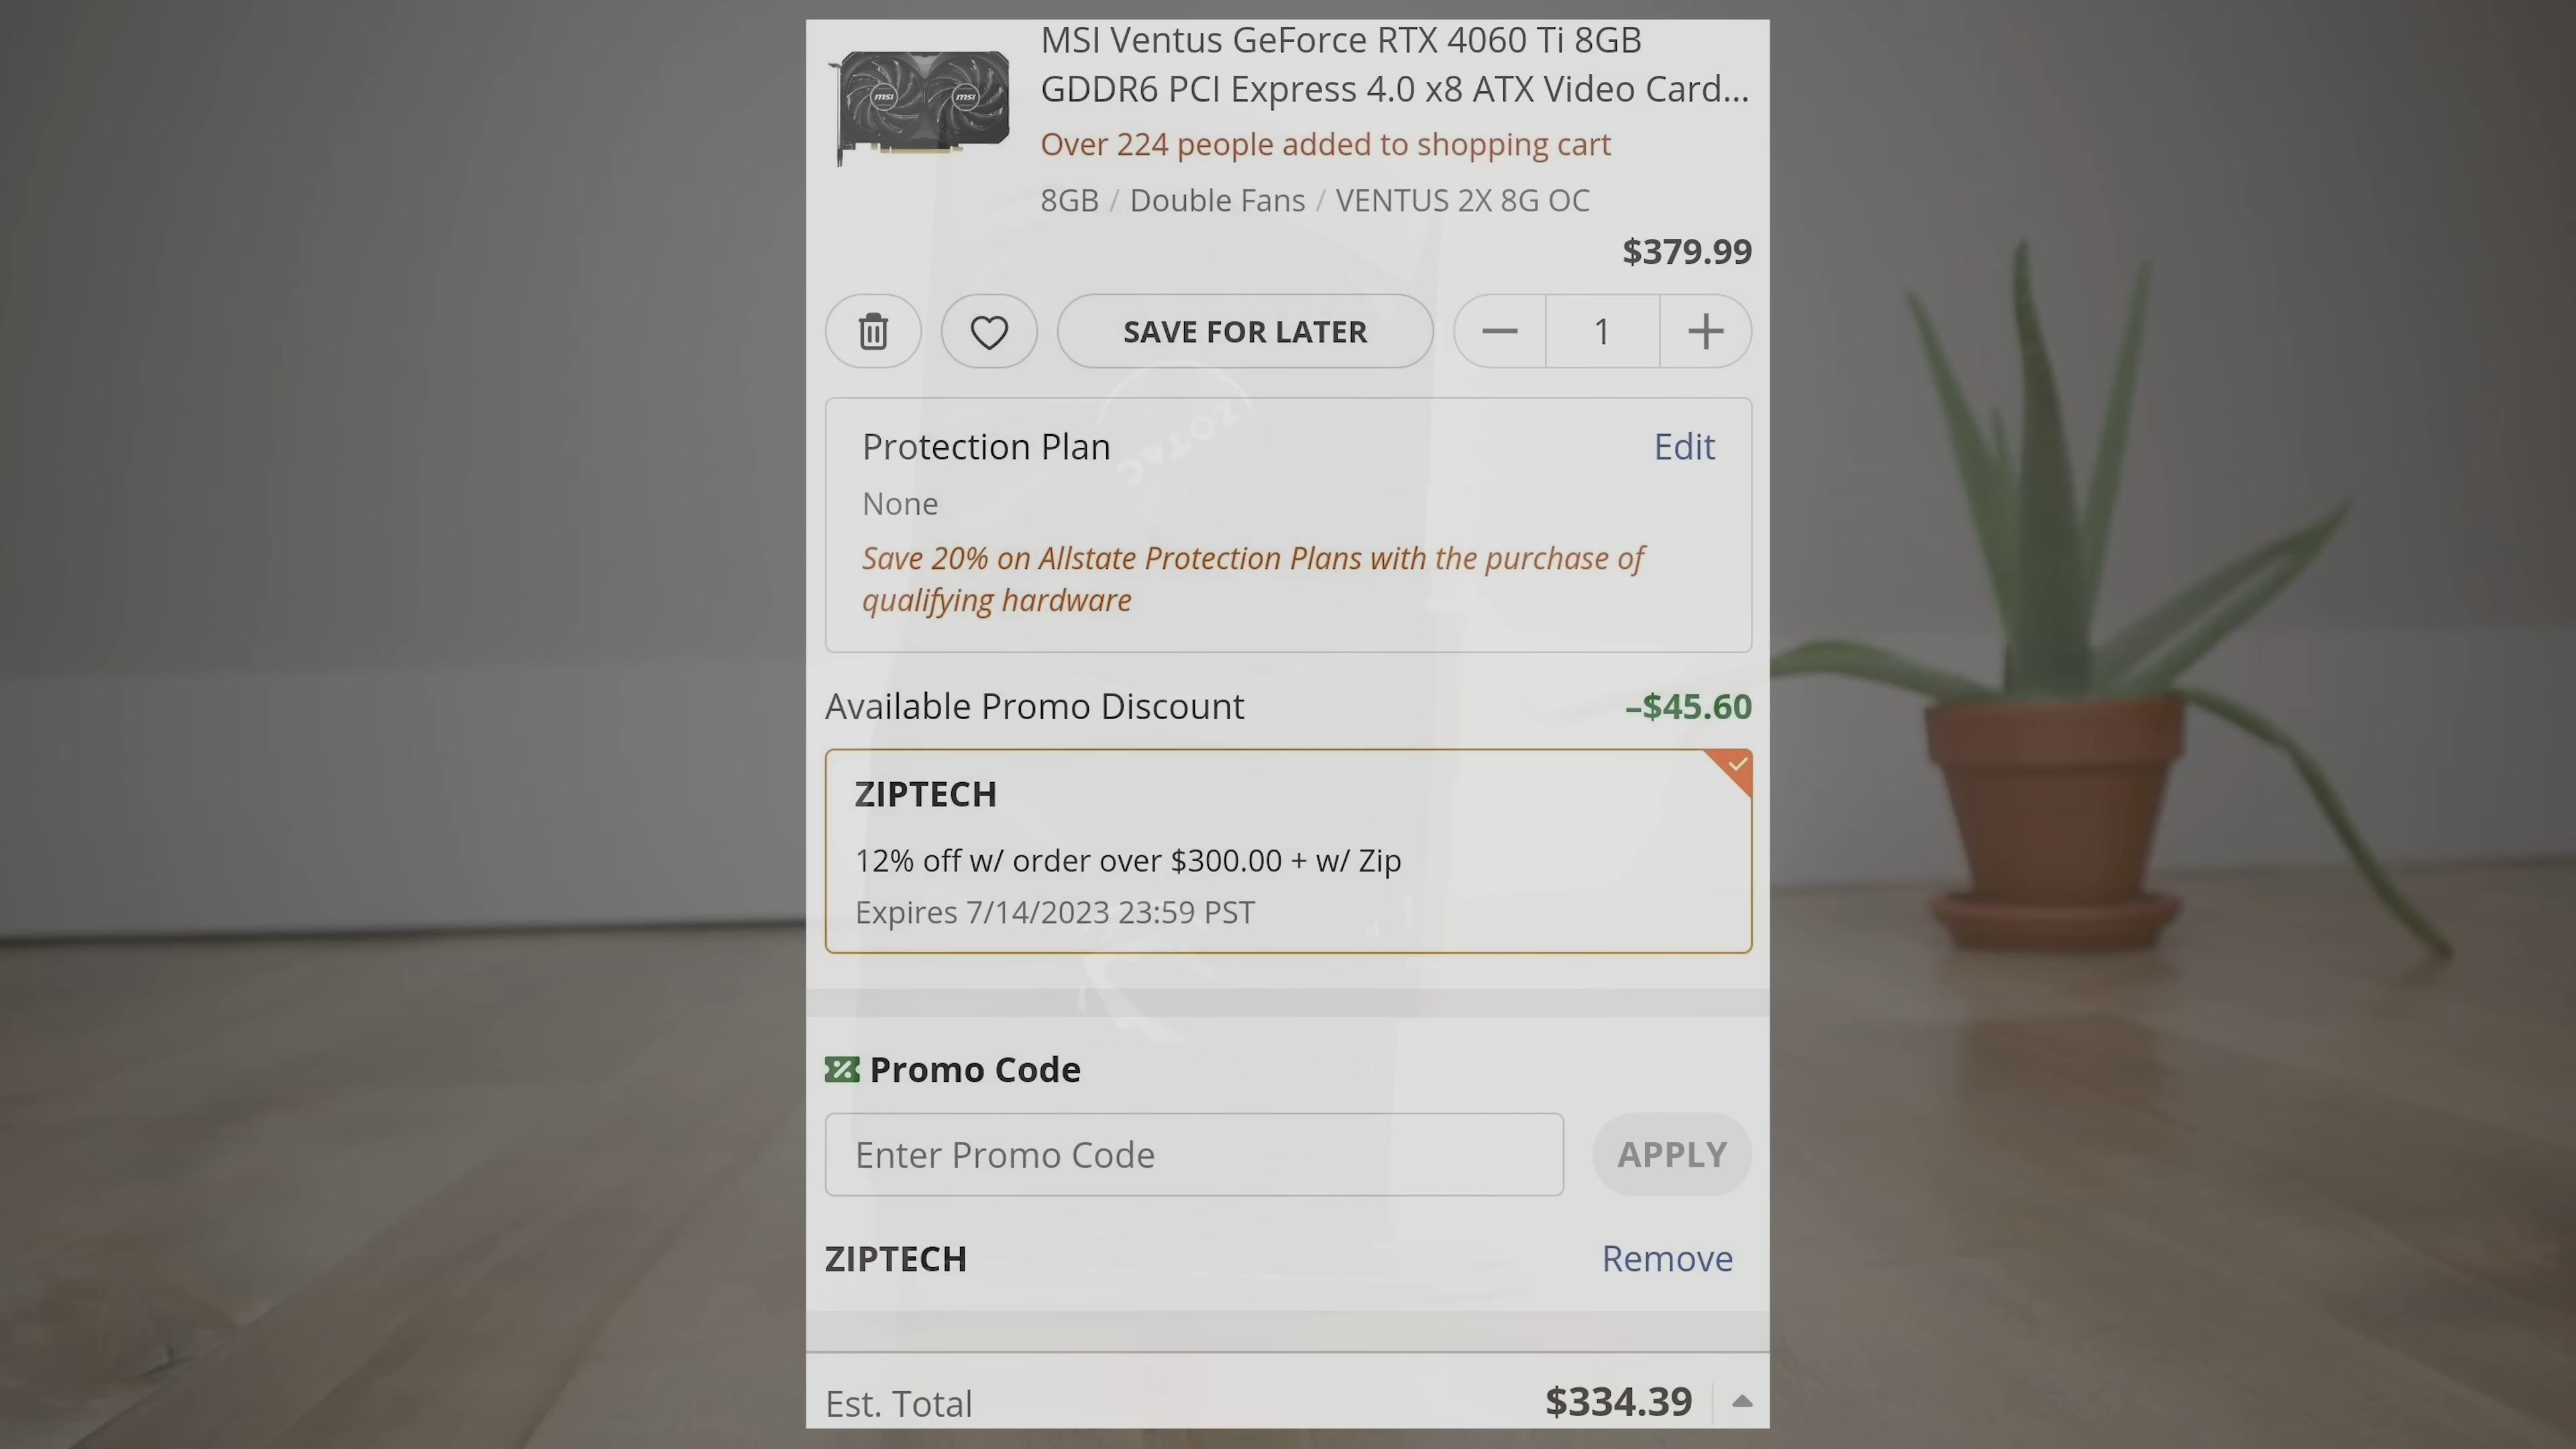 MSI Ventus GeForce RTX 4060 Ti 8GB
GDDR6 PCI Express 4.0 x8 ATX Video Card...
msi msi
Over 224 people added to shopping cart
8GB / Double Fans / VENTUS 2X 8G OC
$379.99
SAVE FOR LATER
1
Protection Plan
Edit
ZOTAC
None
Save 20% on Allstate Protection Plans with the purchase of
qualifying hardware
Available Promo Discount
–$45.60
ZIPTECH
12% off w/ order over $300.00 + w/ Zip
Expires 7/14/2023 23:59 PST
Promo Code
Enter Promo Code
APPLY
ZIPTECH
Remove
Est. Total
$334.39